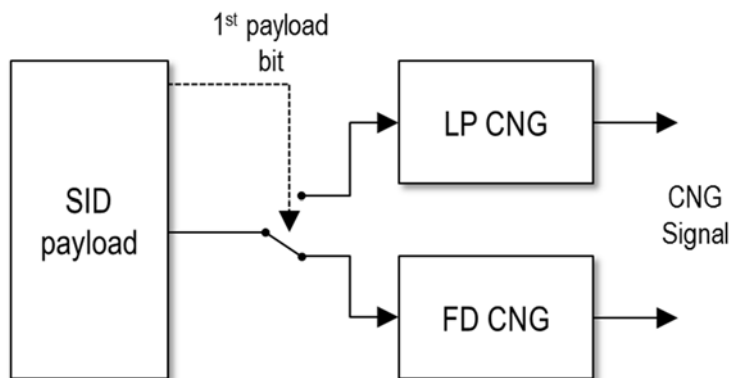 1st payload
bit
SID
payload
LP CNG
CNG
Signal
FD CNG